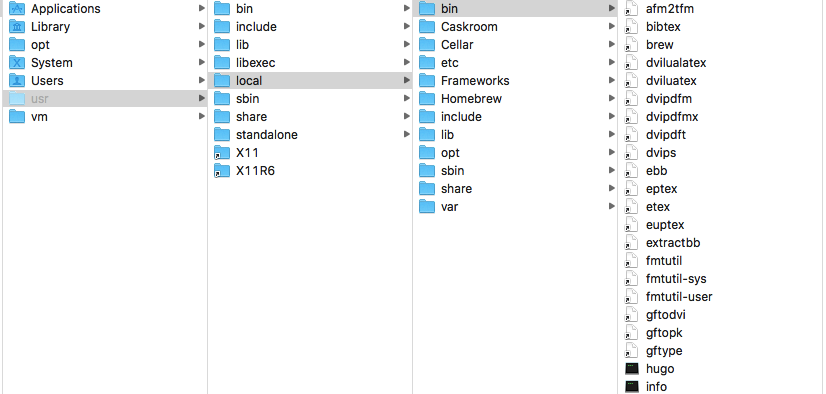 Applications
Library
opt
System
Users
usr
vm
bin
include
lib
libexec
local
sbin
share
standalone
X11
X11R6
bin
Caskroom
Cellar
etc
Frameworks
Homebrew
include
lib
opt
sbin
share
var
afm2tfm
bibtex
brew
dvilualatex
dviluatex
dvipdfm
dvipdfmx
dvipdft
dvips
ebb
eptex
etex
euptex
extractbb
fmtutil
fmtutil-sys
fmtutil-user
gftodvi
gftopk
gftype
hugo
info